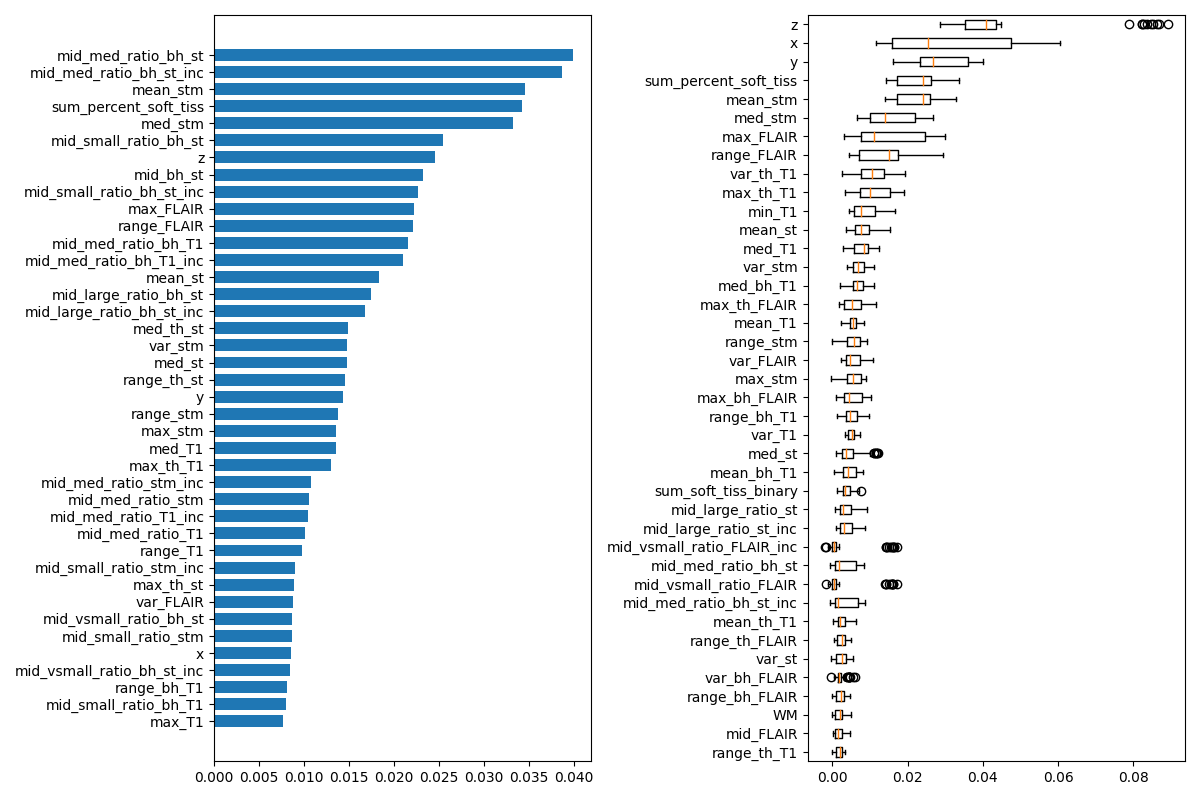 mid_med_ratio_bh_st
mid_med_ratio_bh_st_inc
mean_stm
sum_percent_soft_tiss
med_stm
mid_small_ratio_bh_st
z
mid_bh_st
mid_small_ratio_bh_st_inc
max_FLAIR
range_FLAIR
mid_med_ratio_bh_T1
mid_med_ratio_bh_T1_inc
mean_st
mid_large_ratio_bh_st
mid_large_ratio_bh_st_inc
med_th_st
var_stm
med_st
range_th_st
y
range_stm
max_stm
med_T1
max_th_T1
mid_med_ratio_stm_inc
mid_med_ratio_stm
mid_med_ratio_T1_inc
mid_med_ratio_T1
range_T1
mid_small_ratio_stm_inc
max_th_st
var_FLAIR
mid_vsmall_ratio_bh_st
mid_small_ratio_stm
x
mid_vsmall_ratio_bh_st_inc
range_bh_T1
mid_small_ratio_bh_T1
max_T1
0.000 0.005 0.010 0.015 0.020 0.025 0.030 0.035 0.040
z
x
y
sum_percent_soft_tiss
mean_stm
med_stm
max_FLAIR
range_FLAIR
var_th_T1
max_th_T1
min_T1
mean_st
med_T1
var_stm
med_bh_T1
max_th_FLAIR
mean_T1
range_stm
var_FLAIR
max_stm
max_bh_FLAIR
range_bh_T1
var_T1
med_st
mean_bh_T1
sum_soft_tiss_binary
mid_large_ratio_st
mid_large_ratio_st_inc
mid_vsmall_ratio_FLAIR_inc
mid_med_ratio_bh_st
mid_vsmall_ratio_FLAIR
mid_med_ratio_bh_st_inc
mean_th_T1
range_th_FLAIR
var_st
var_bh_FLAIR
range_bh_FLAIR
WM
mid_FLAIR
range_th_T1
0.00 0.02 0.04 0.06 0.08